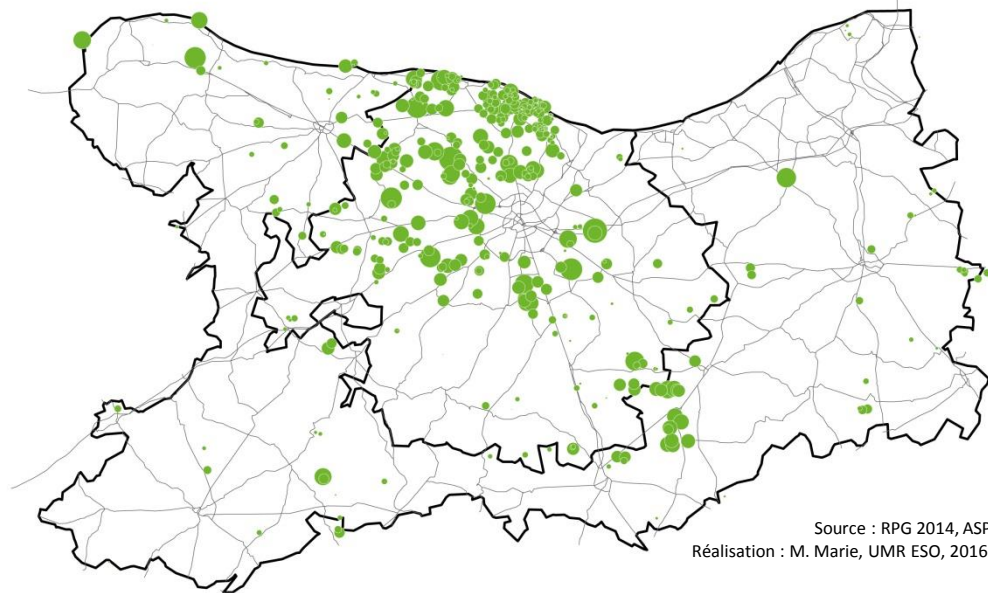 Source : RPG 2014, ASP
Réalisation : M. Marie, UMR ESO, 2016